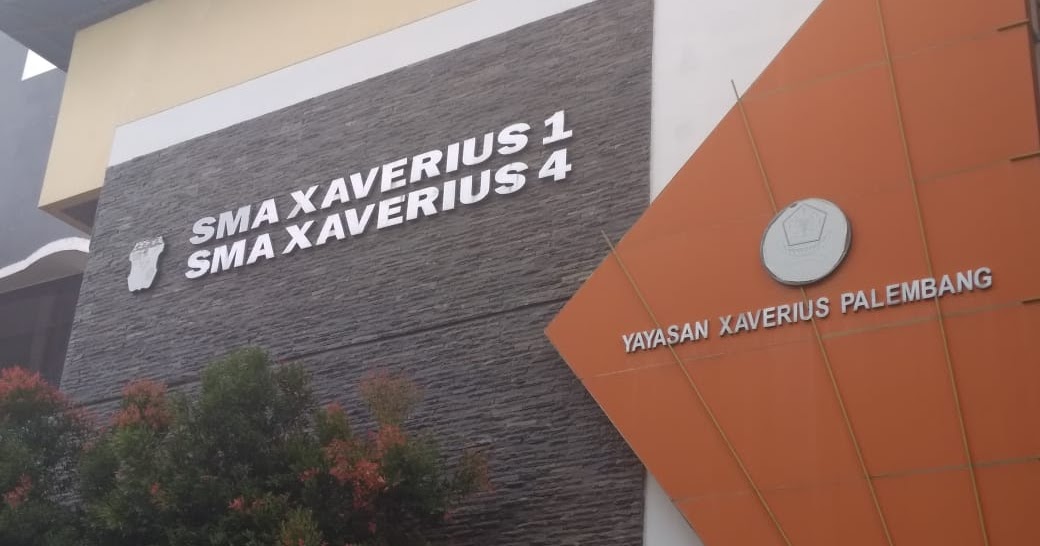 SMA XAVERIUS 1
SMA XAVERIUS 4
YAYASAN XAVERIUS PALEMBANG